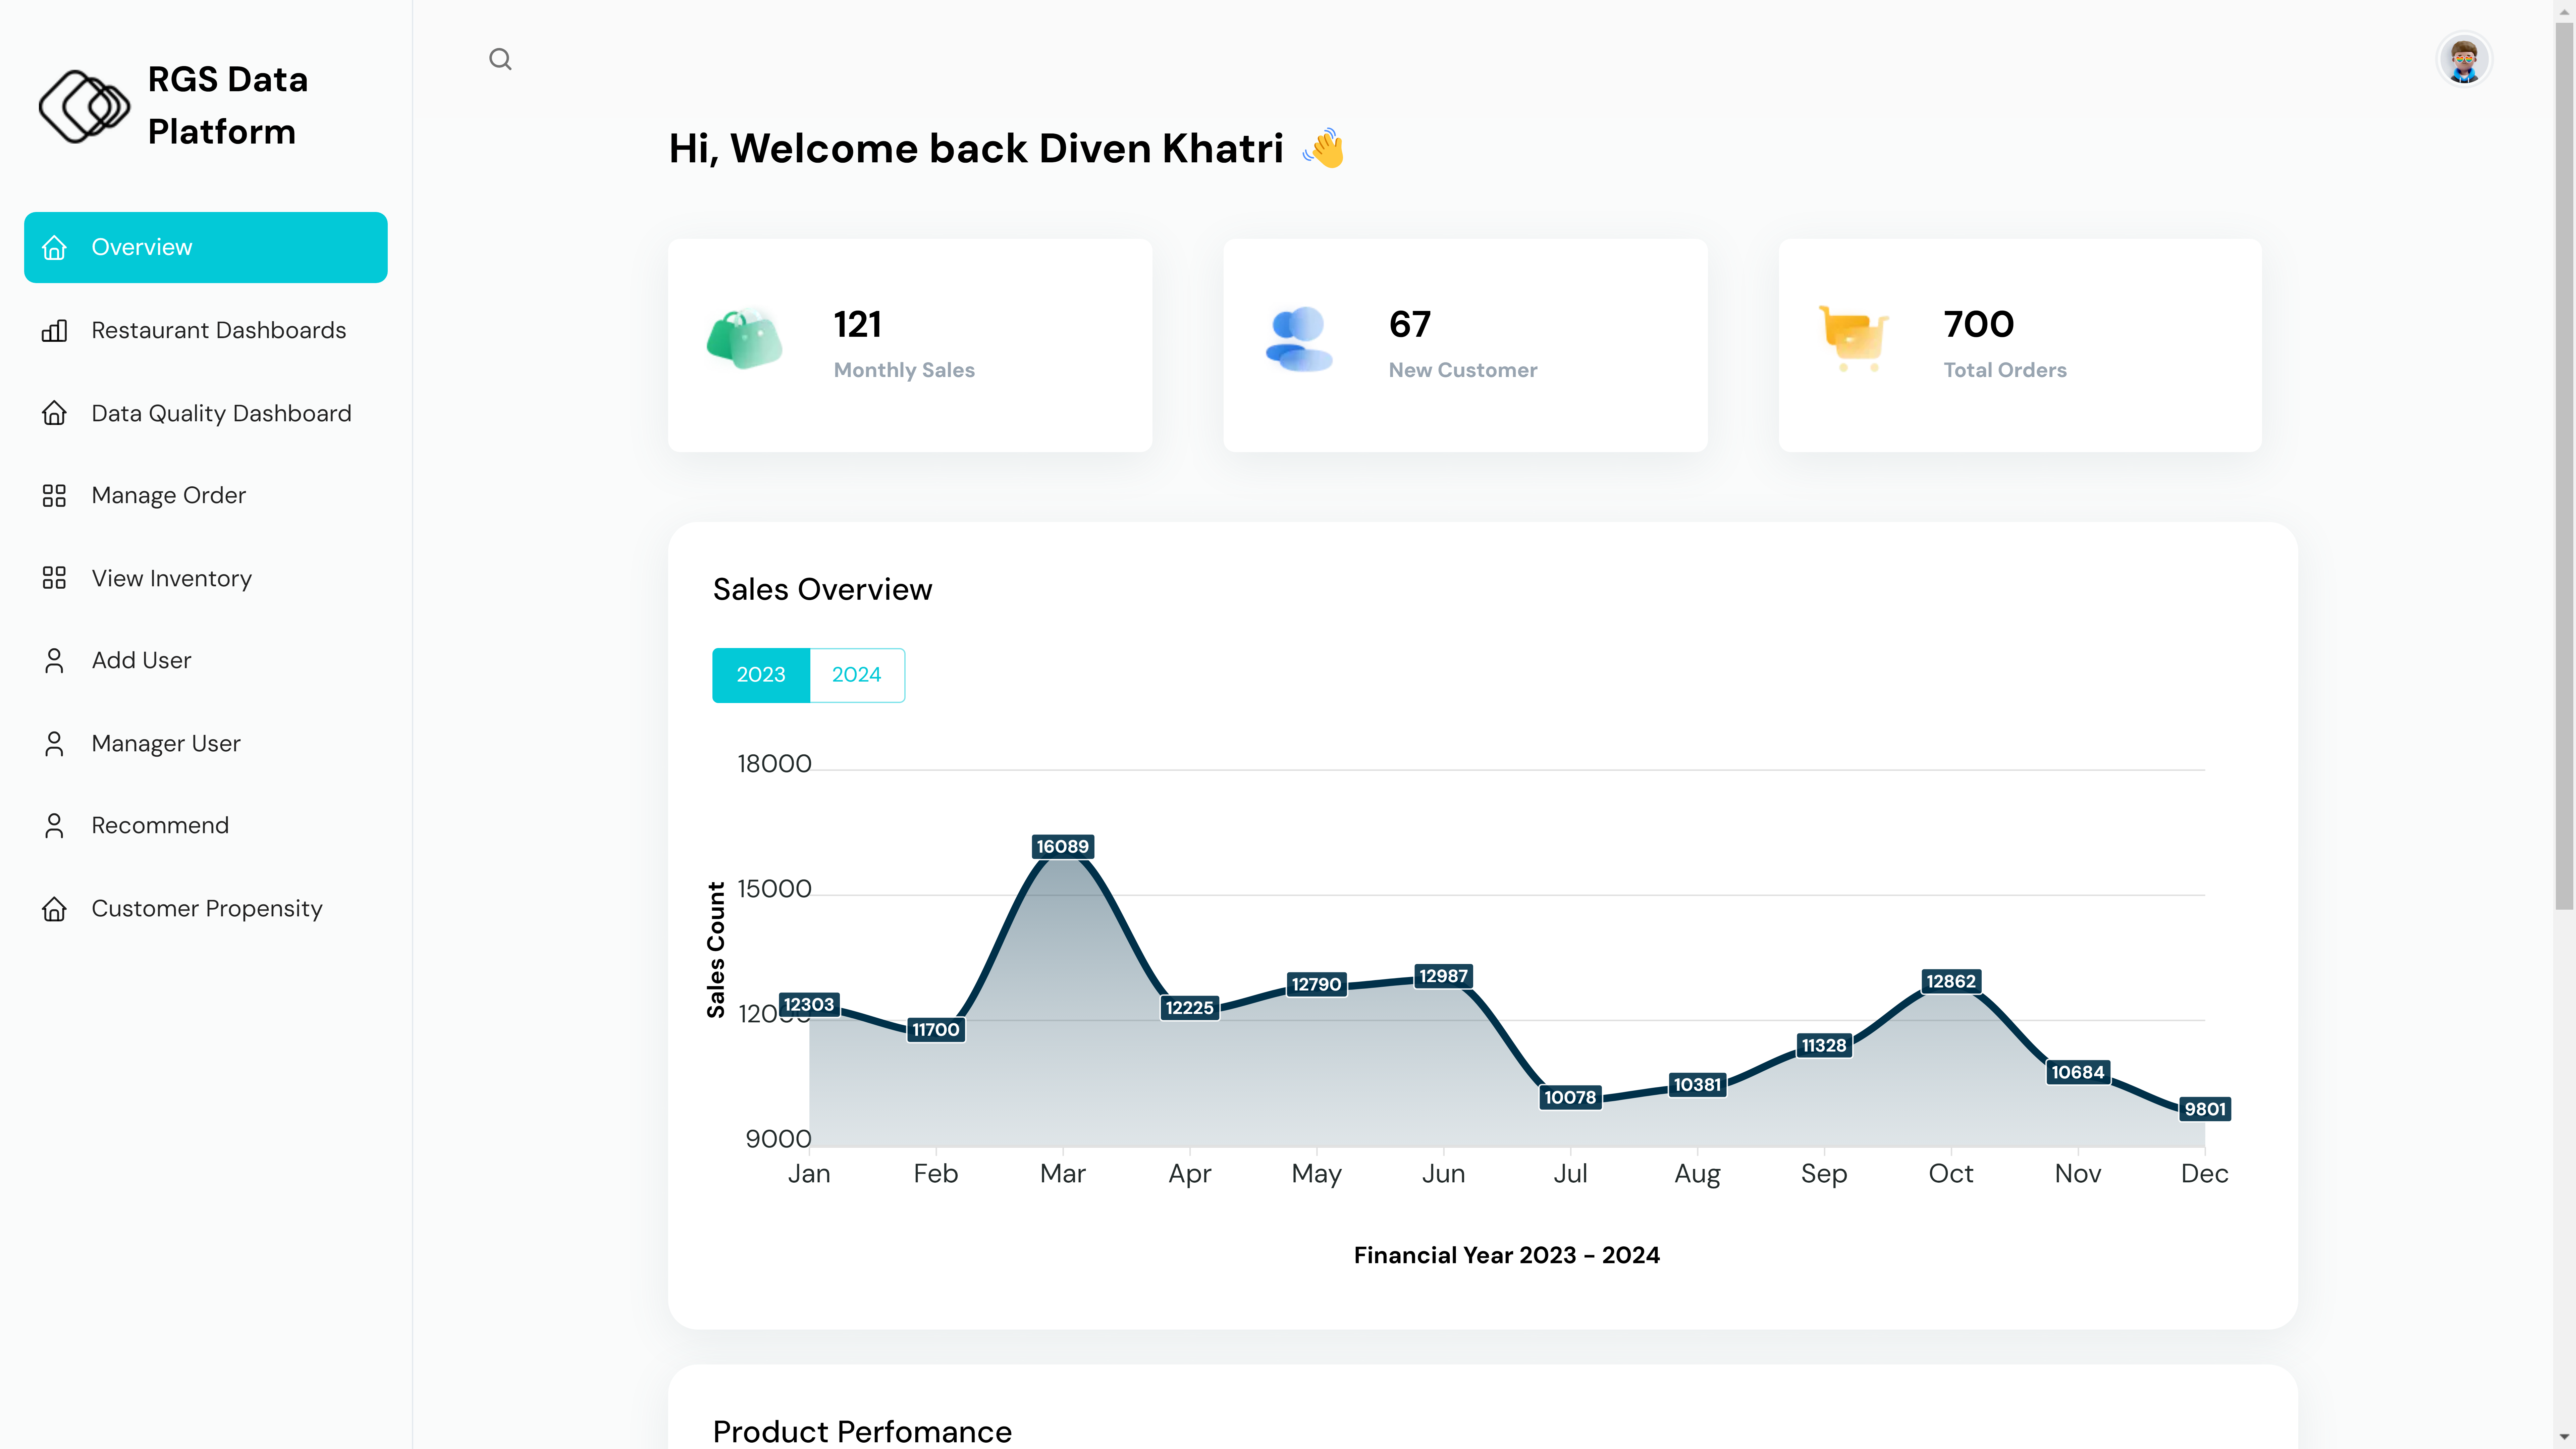 RGS Data
Platform
Overview
Restaurant Dashboards
Data Quality Dashboard
Manage Order
View Inventory
Add User
Manager User
Recommend
Customer Propensity
Hi, Welcome back Diven Khatri 👋
121
Monthly Sales
67
New Customer
700
Total Orders
Sales Overview
2023 2024
18000
15000
9000
Sales Count
12303 11700 16089 12225 12790 12987 10078 10381 11328 12862 10684 9801
Jan Feb Mar Apr May Jun Jul Aug Sep Oct Nov Dec
Financial Year 2023 - 2024
Product Perfomance